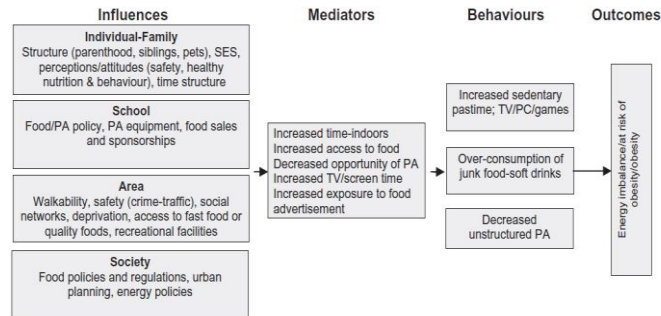 Influences
Mediators
Behaviours
Outcomes
Individual-Family
Structure (parenthood, siblings, pets), SES,
perceptions/attitudes (safety, healthy
nutrition & behaviour), time structure
School
Food/PA policy, PA equipment, food sales
and sponsorships
Area
Walkability, safety (crime-traffic), social
networks, deprivation, access to fast food or
quality foods, recreational facilities
Society
Food policies and regulations, urban
planning, energy policies
Increased time-indoors
Increased access to food
Decreased opportunity of PA
Increased TV/screen time
Increased exposure to food
advertisement
Increased sedentary
pastime; TV/PC/games
Over-consumption of
junk food-soft drinks
Decreased
unstructured PA
Energy imbalance/at risk of
obesity/obesity